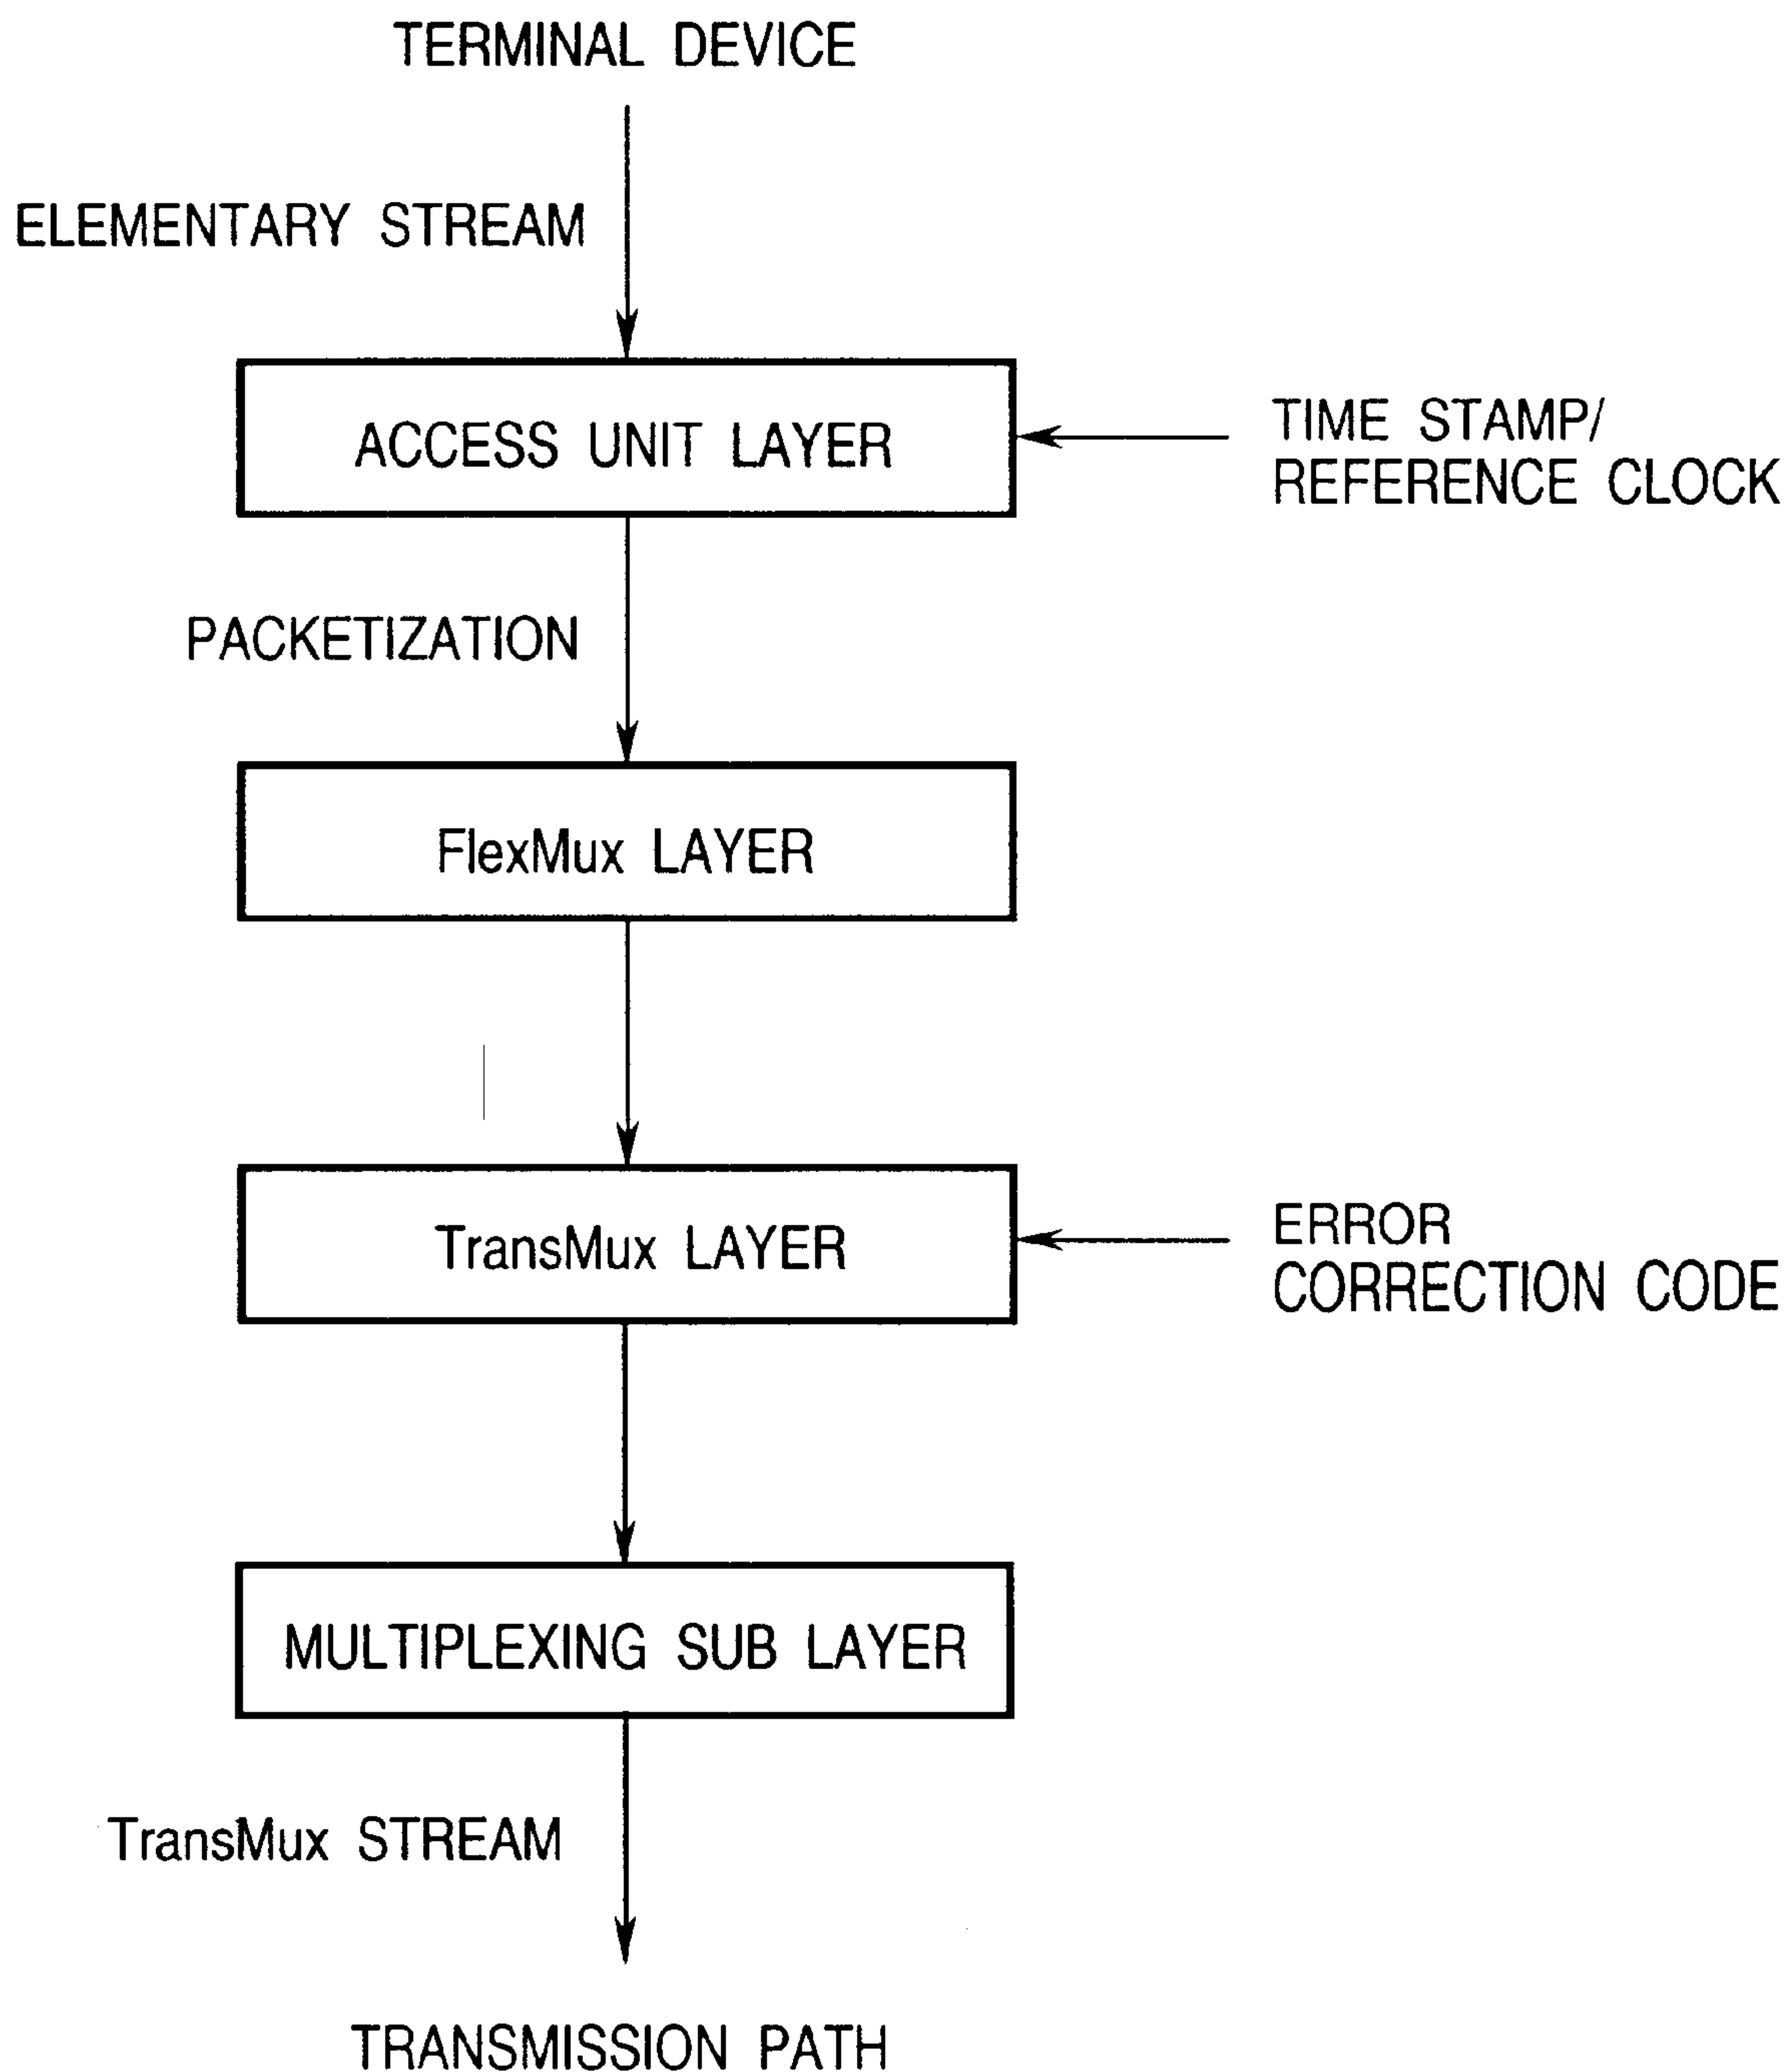 TERMINAL DEVICE
ELEMENTARY STREAM
ACCESS UNIT LAYER
TIME STAMP/
REFERENCE CLOCK
PACKETIZATION
FlexMux LAYER
TransMux LAYER
ERROR
CORRECTION CODE
MULTIPLEXING SUB LAYER
TransMux STREAM
TRANSMISSION PATH